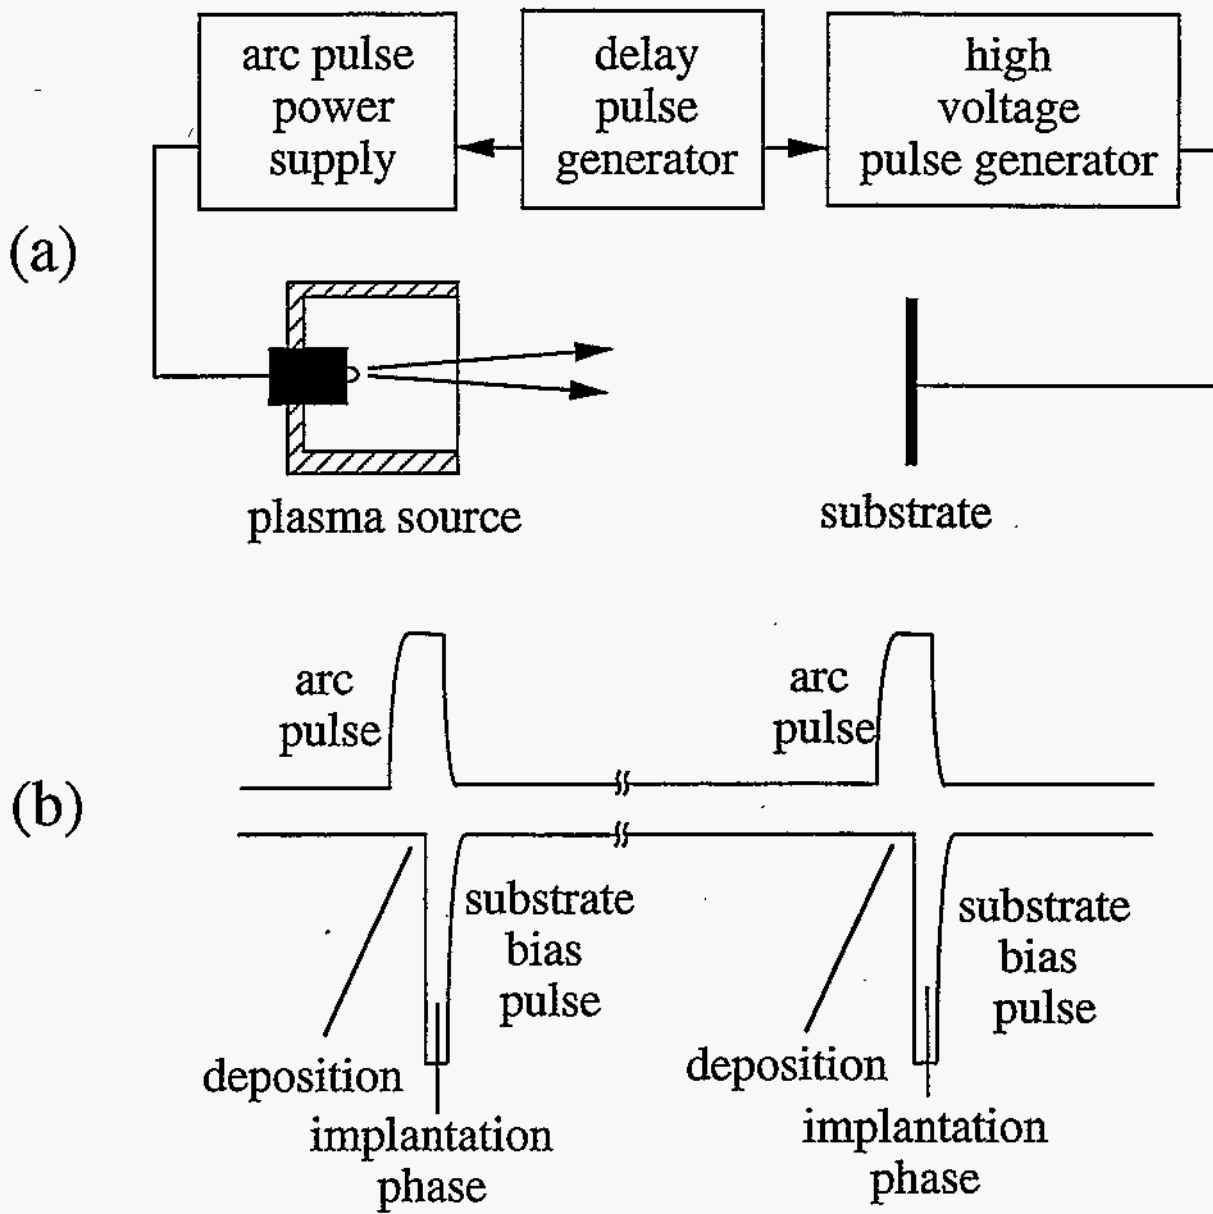 arc pulse
power
supply
delay
pulse
generator
high
voltage
pulse generator
(a)
plasma source
substrate
arc
pulse
arc
pulse
(b)
substrate
bias
pulse
substrate
bias
pulse
deposition
implantation
phase
deposition
implantation
phase